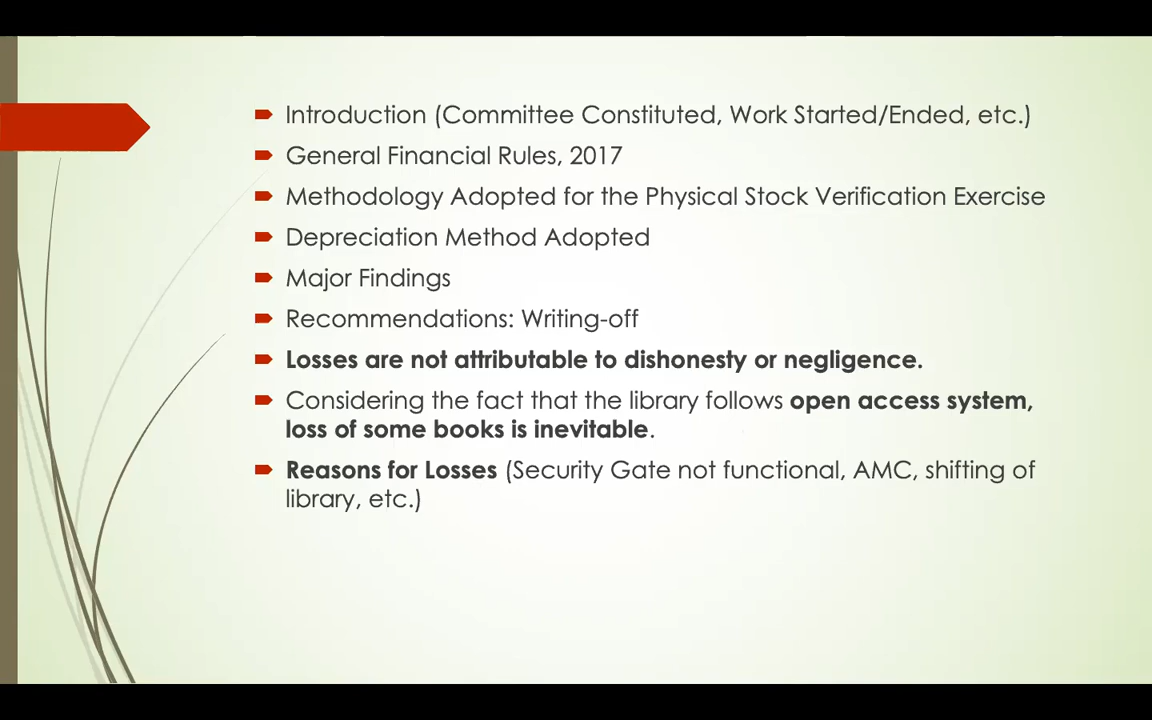 Introduction (Committee Constituted, Work Started/Ended, etc.)
General Financial Rules, 2017
Methodology Adopted for the Physical Stock Verification Exercise
Depreciation Method Adopted
Major Findings
Recommendations: Writing-off
Losses are not attributable to dishonesty or negligence.
Considering the fact that the library follows open access system,
loss of some books is inevitable.
Reasons for Losses (Security Gate not functional, AMC, shifting of
library, etc.)